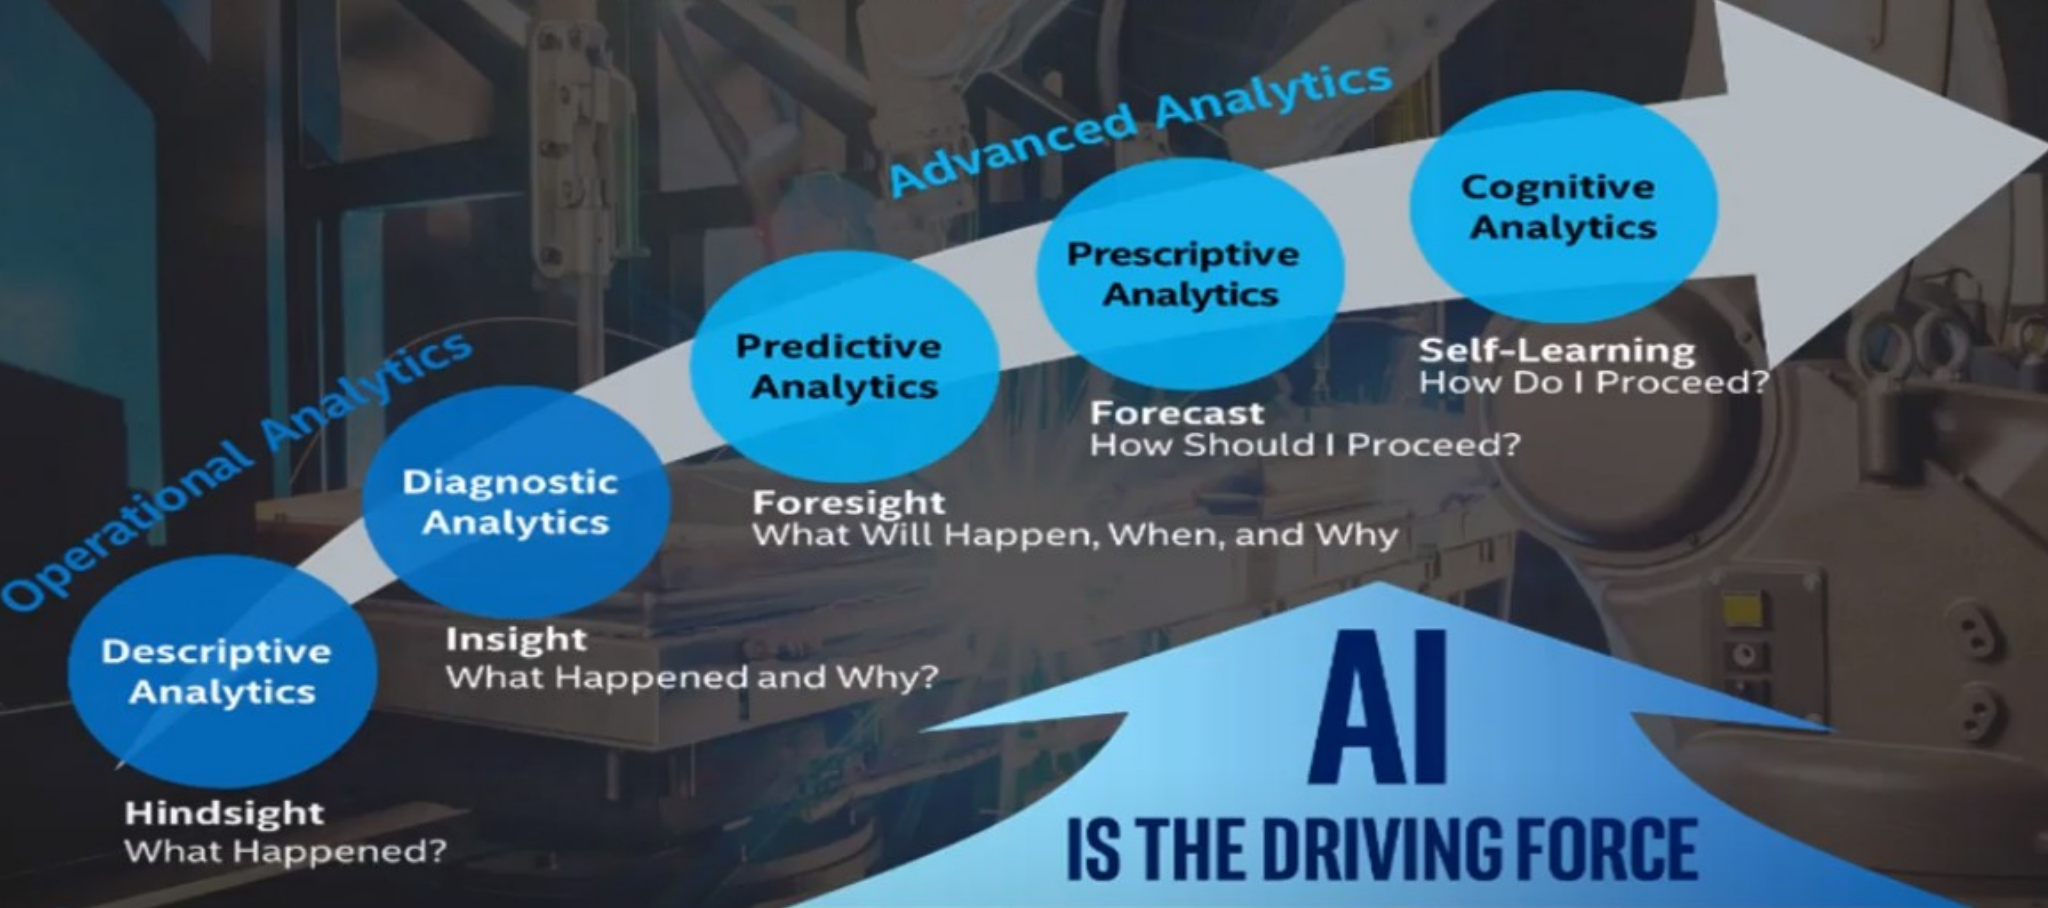 Advanced Analytics
Cognitive
Analytics
Self-Learning
How Do I Proceed?
Prescriptive
Analytics
Forecast
How Should I Proceed?
Predictive
Analytics
Foresight
What Will Happen, When, and Why
Operational Analytics
Diagnostic
Analytics
Insight
What Happened and Why?
Descriptive
Analytics
Hindsight
What Happened?
AI
IS THE DRIVING FORCE